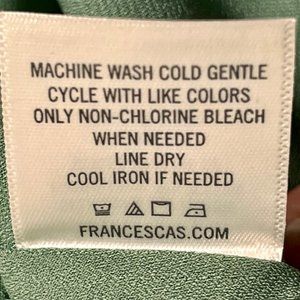 MACHINE WASH COLD GENTLE
CYCLE WITH LIKE COLORS
ONLY NON-CHLORINE BLEACH
WHEN NEEDED
LINE DRY
COOL IRON IF NEEDED
FRANCESCAS.COM